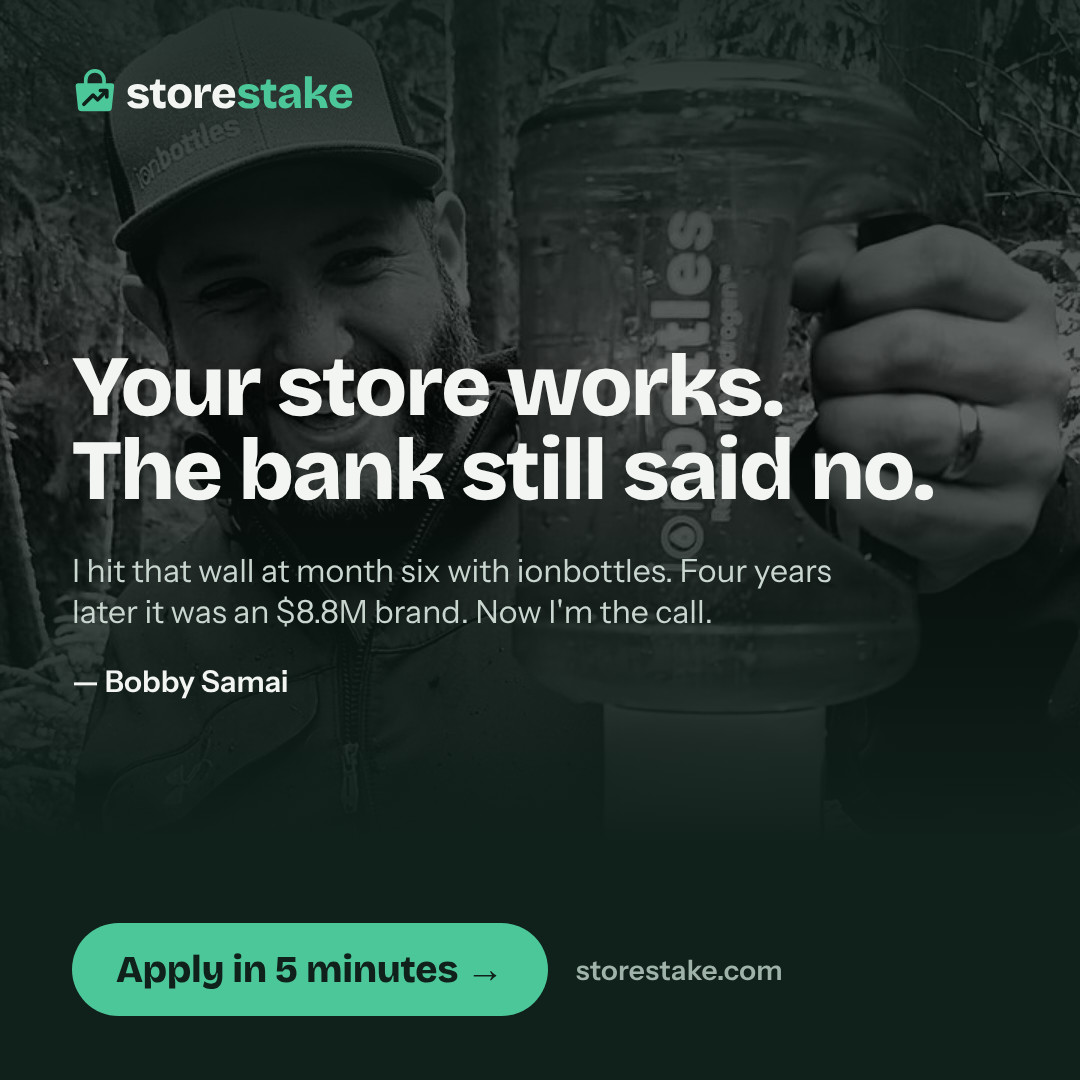 storestake
ionbottles
Your store works.
The bank still said no.
I hit that wall at month six with ionbottles. Four years
later it was an $8.8M brand. Now I'm the call.
— Bobby Samai
Apply in 5 minutes →
storestake.com